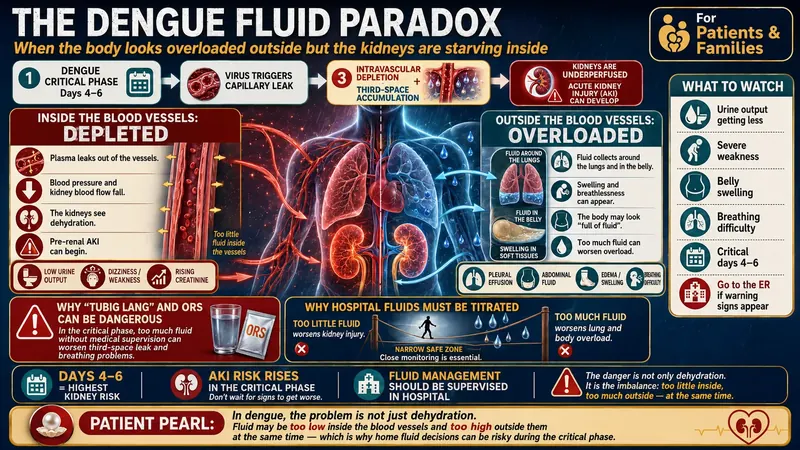 THE DENGUE FLUID PARADOX
When the body looks overloaded outside but the kidneys are starving inside
For
Patients &
Families
1
DENGUE
CRITICAL PHASE
Days 4–6
VIRUS TRIGGERS
CAPILLARY LEAK
3
INTRAVASCULAR
DEPLETION
+
THIRD-SPACE
ACCUMULATION
KIDNEYS ARE
UNDERPERFUSED
ACUTE KIDNEY
INJURY (AKI)
CAN DEVELOP
INSIDE THE BLOOD VESSELS:
DEPLETED
Plasma leaks out of the vessels.
Blood pressure and
kidney blood flow fall.
The kidneys see
dehydration.
Pre-renal AKI
can begin.
Too little
fluid inside
the vessels
LOW URINE
OUTPUT
DIZZINESS/
WEAKNESS
RISING
CREATININE
OUTSIDE THE BLOOD VESSELS:
OVERLOADED
FLUID AROUND
THE LUNGS
FLUID IN
THE BELLY
SWELLING IN
SOFT TISSUES
Fluid collects around
the lungs and in the belly.
Swelling and
breathlessness
can appear.
The body may look
"full of fluid".
Too much fluid can
worsen overload.
PLEURAL
EFFUSION
ABDOMINAL
FLUID
EDEMA /
SWELLING
BREATHING
DIFFICULTY
WHAT TO WATCH
Urine output
getting less
Severe
weakness
Belly
swelling
Breathing
difficulty
Critical
days 4–6
Go to the ER
if warning
signs appear
WHY "TUBIG LANG" AND ORS
CAN BE DANGEROUS
In the critical phase, too much fluid
without medical supervision can
worsen third-space leak and
breathing problems.
ORS
WHY HOSPITAL FLUIDS MUST BE TITRATED
TOO LITTLE FLUID
worsens kidney injury.
NARROW SAFE ZONE
Close monitoring is essential.
TOO MUCH FLUID
worsens lung and
body overload.
DAYS 4–6
= HIGHEST
KIDNEY RISK
AKI RISK RISES
IN THE CRITICAL PHASE
Don't wait for signs to get worse.
FLUID MANAGEMENT
SHOULD BE SUPERVISED
IN HOSPITAL
The danger is not only dehydration.
It is the imbalance: too little inside,
too much outside — at the same time.
PATIENT PEARL:
In dengue, the problem is not just dehydration.
Fluid may be too low inside the blood vessels and too high outside them
at the same time — which is why home fluid decisions can be risky during the critical phase.